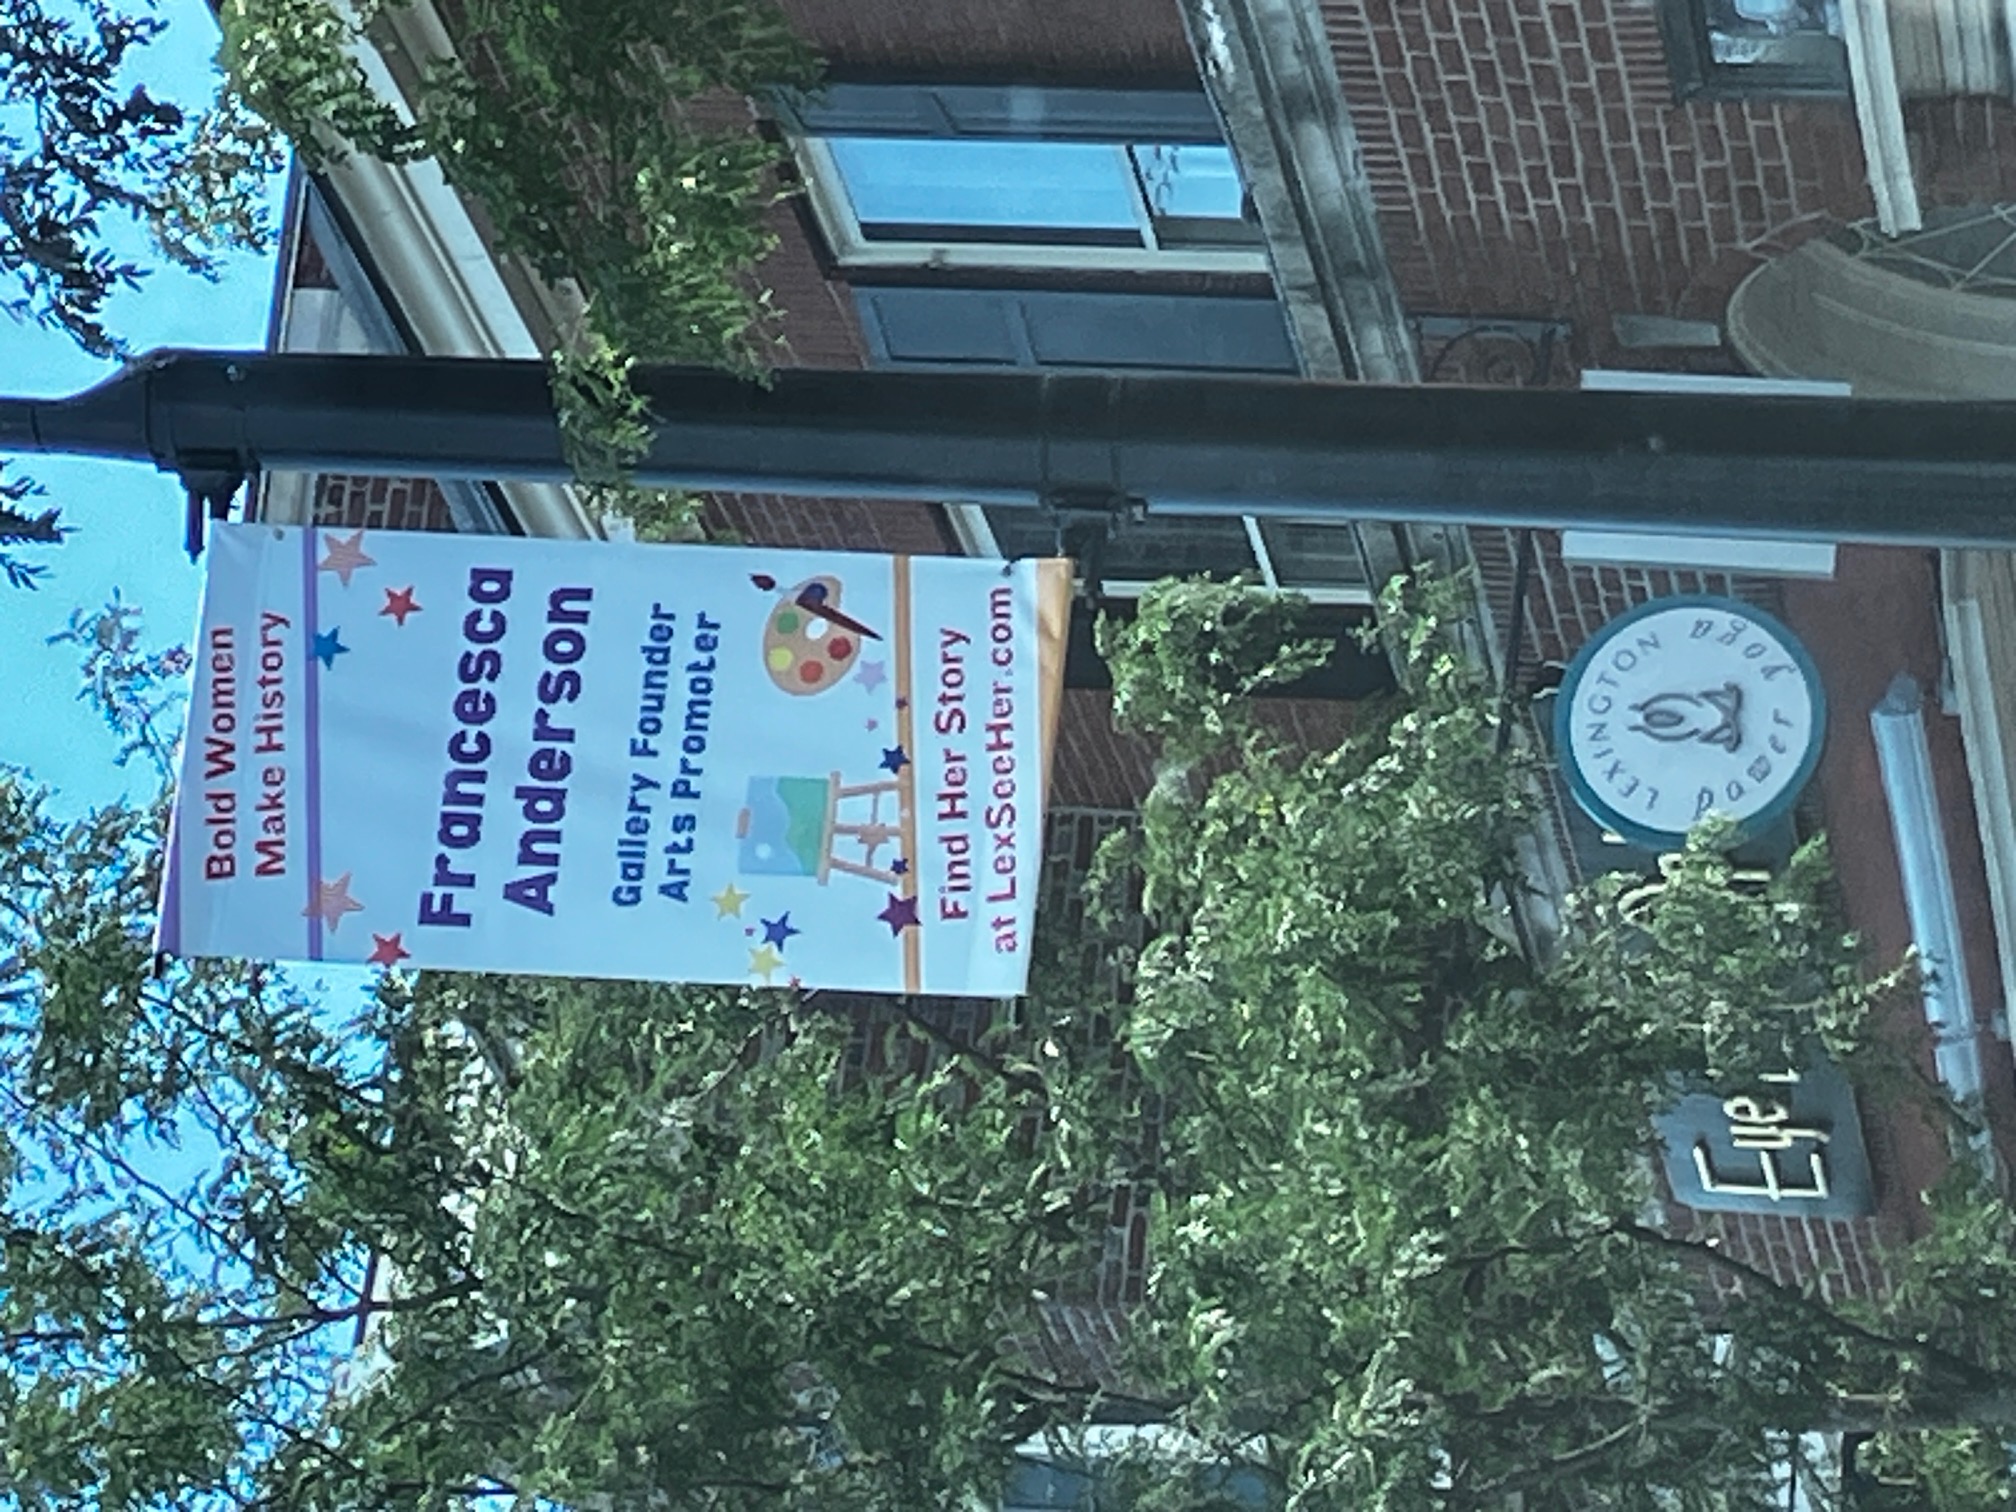 Bold Women
Make History
Francesca
Anderson
Gallery Founder
Arts Promoter
Find Her Story
at LexSeeHer.com
LEXINGTON
power yoga
Eye